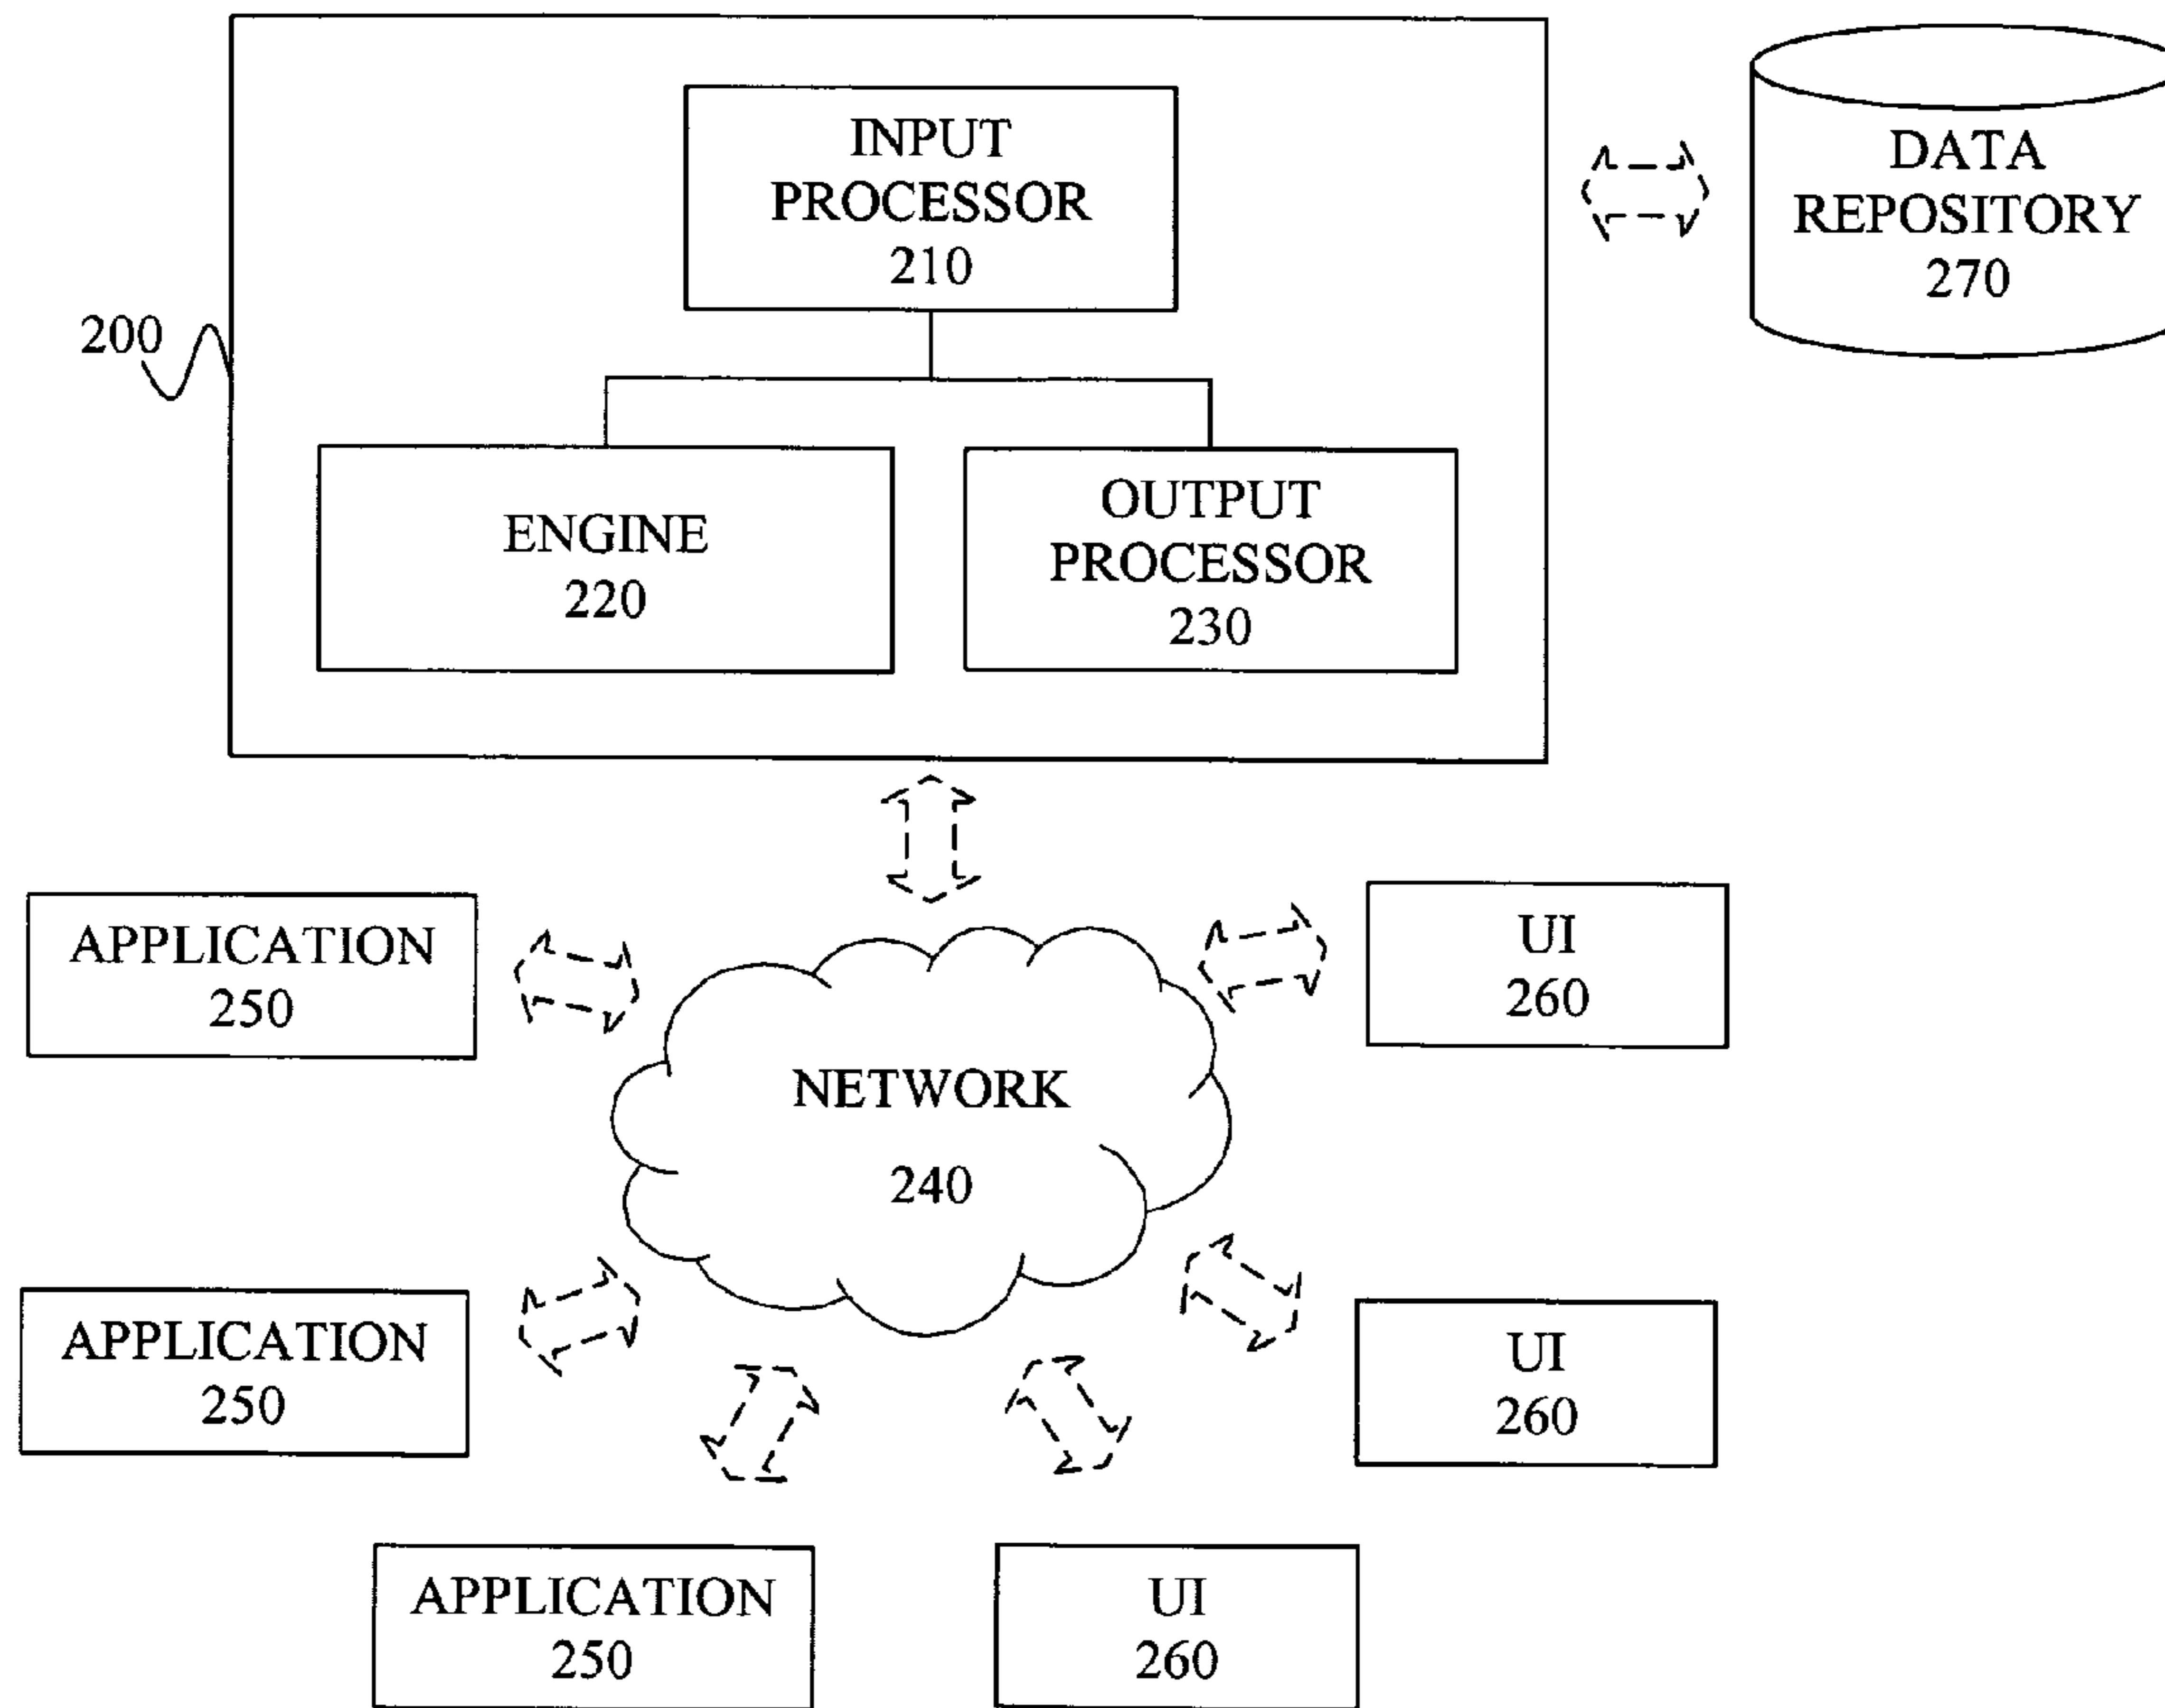 INPUT
PROCESSOR
210
DATA
REPOSITORY
270
200
ENGINE
220
OUTPUT
PROCESSOR
230
APPLICATION
250
UI
260
NETWORK
240
APPLICATION
250
UI
260
APPLICATION
250
UI
260